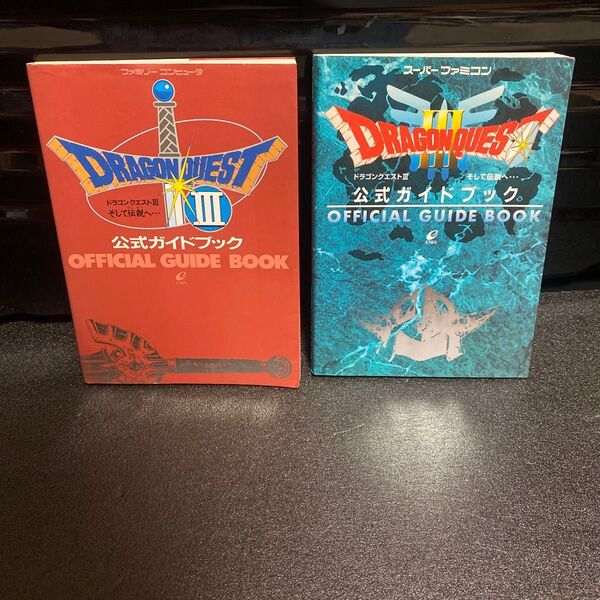 ファミリー コンピュータ
DRAGON QUEST
III
ドラゴンクエストIII
そして伝説へ…
公式ガイドブック
OFFICIAL GUIDE BOOK
ENIX
スーパーファミコン
DRAGON QUEST
III
ドラゴンクエストIII そして伝説へ…
公式ガイドブック
OFFICIAL GUIDE BOOK
ENIX